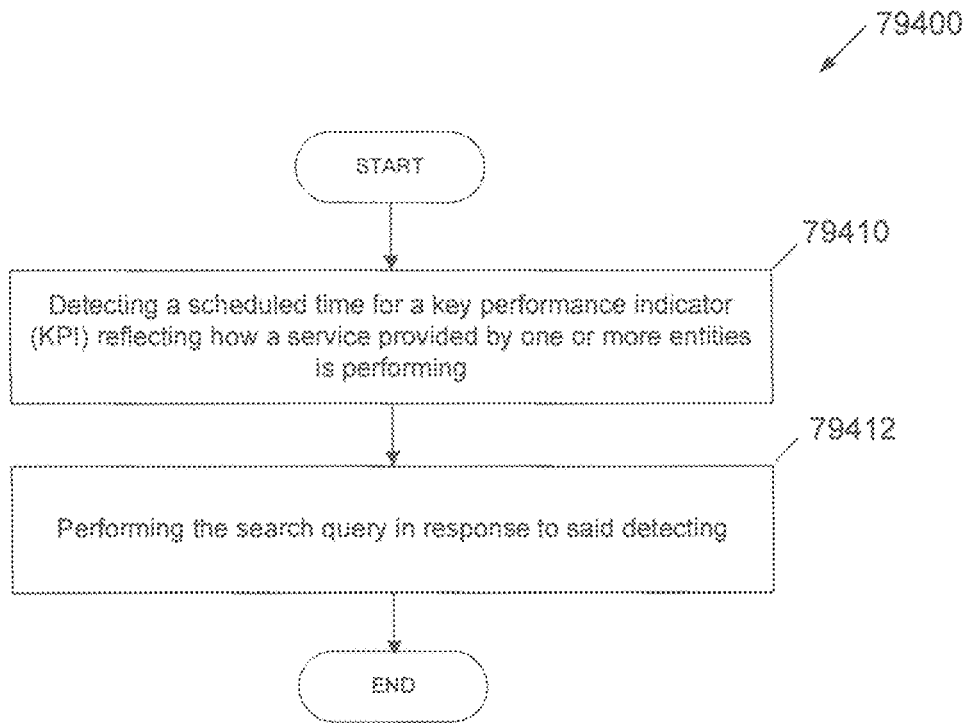 79400
START
79410
Detecting a scheduled time for a key performance indicator
(KPI) reflecting how a service provided by one or more entities
is performing
79412
Performing the search query in response to said detecting
END